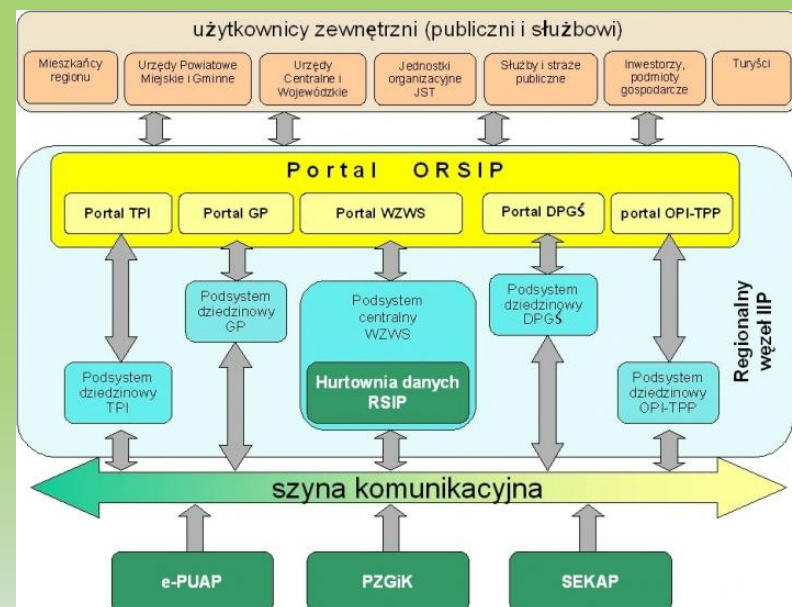 użytkownicy zewnętrzni (publiczni i służbowi)
Mieszkańcy
regionu
Urzędy Powiatowe
Miejskie i Gminne
Urzędy
Centralne i
Wojewódzkie
Jednostki
organizacyjne
JST
Służby i straże
publiczne
Inwestorzy,
podmioty
gospodarcze
Turyści
Portal ORSIP
Portal TPI
Portal GP
Portal WZWS
Portal DPGŚ
portal OPI-TPP
Podsystem
dziedzinowy
GP
Podsystem
centralny
WZWS
Podsystem
dziedzinowy
DPGŚ
Podsystem
dziedzinowy
TPI
Hurtownia danych
RSIP
Podsystem
dziedzinowy
OPI-TPP
Regionalny
węzeł IIP
szyna komunikacyjna
e-PUAP
PZGiK
SEKAP